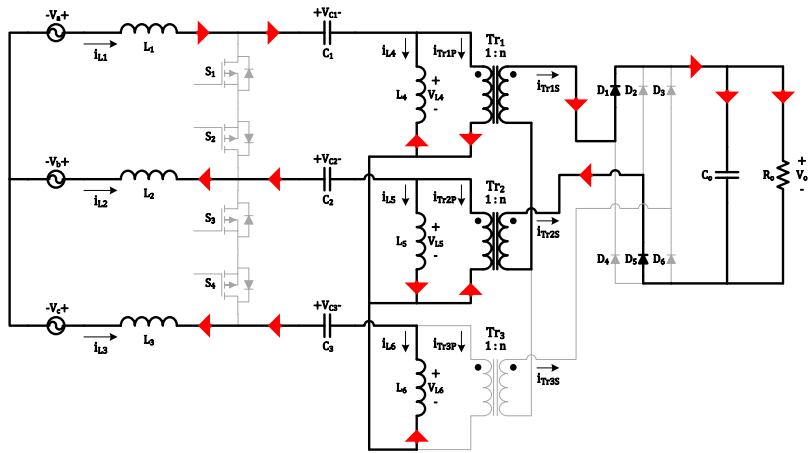 -Va+
iL1
L1
S1
+VC1-
C1
iL4
iTr1P
L4
+
VL4
-
Tr1
1:n
iTr1S
D1
D2
D3
S2
-Vb+
iL2
L2
+VC2-
C2
Co
Ro
+
Vo
-
iL5
iTr2P
L5
+
VL5
-
Tr2
1:n
iTr2S
S3
D4
D5
D6
S4
-Vc+
iL3
L3
+VC3-
C3
iL6
iTr3P
L6
+
VL6
-
Tr3
1:n
iTr3S